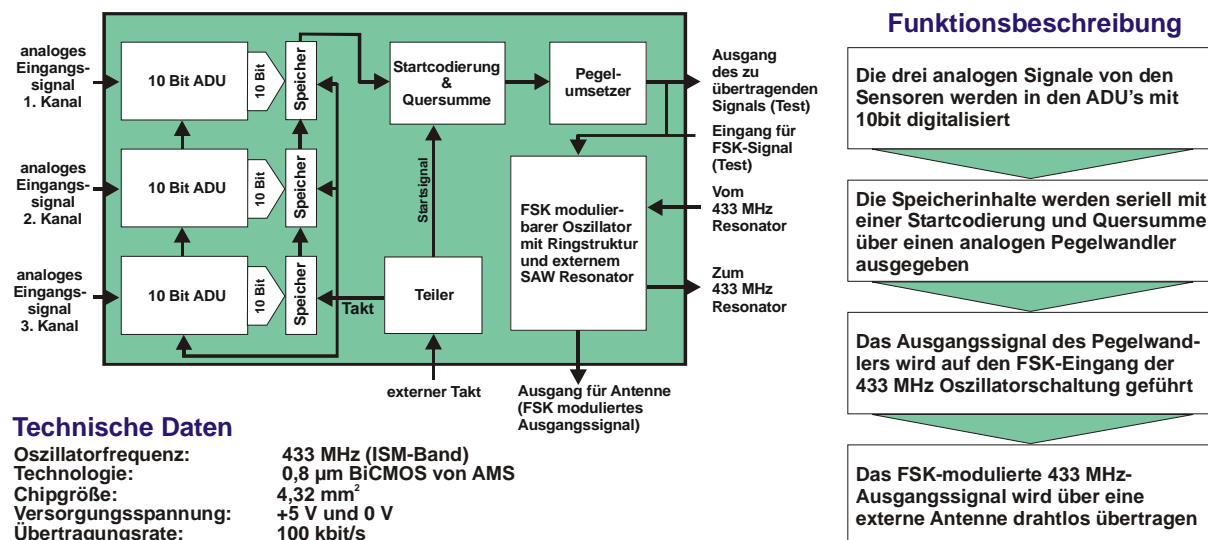 analoges
Eingangs-
signal
1. Kanal
10 Bit ADU
10 Bit
Speicher
Startcodierung
&
Quersumme
Pegel-
umsetzer
Ausgang
des zu
übertragenden
Signals (Test)
Eingang für
FSK-Signal
(Test)
analoges
Eingangs-
signal
2. Kanal
10 Bit ADU
10 Bit
Speicher
Startsignal
FSK modulier-
barer Oszillator
mit Ringstruktur
und externem
SAW Resonator
Vom
433 MHz
Resonator
analoges
Eingangs-
signal
3. Kanal
10 Bit ADU
10 Bit
Speicher
Takt
Teiler
Zum
433 MHz
Resonator
externer Takt
Ausgang für Antenne
(FSK moduliertes
Ausgangssignal)
Technische Daten
Oszillatorfrequenz: 433 MHz (ISM-Band)
Technologie: 0,8 µm BiCMOS von AMS
Chipgröße: 4,32 mm²
Versorgungsspannung: +5 V und 0 V
Übertragungsrate: 100 kbit/s
Funktionsbeschreibung
Die drei analogen Signale von den
Sensoren werden in den ADU's mit
10bit digitalisiert
Die Speicherinhalte werden seriell mit
einer Startcodierung und Quersumme
über einen analogen Pegelwandler
ausgegeben
Das Ausgangssignal des Pegelwand-
lers wird auf den FSK-Eingang der
433 MHz Oszillatorschaltung geführt
Das FSK-modulierte 433 MHz-
Ausgangssignal wird über eine
externe Antenne drahtlos übertragen